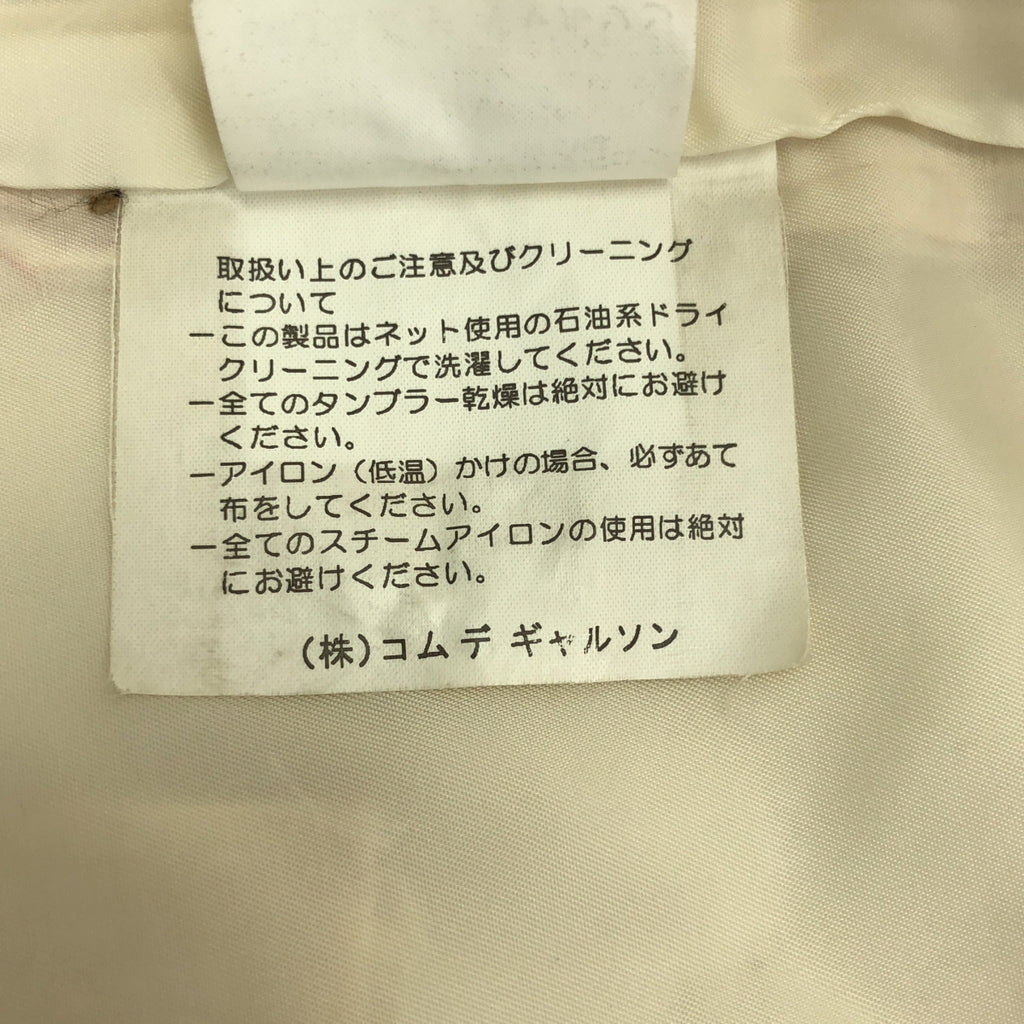 取扱い上のご注意及びクリーニング
について
ーこの製品はネット使用の石油系ドライ
クリーニングで洗濯してください。
ー全てのタンブラー乾燥は絶対にお避け
ください。
ーアイロン（低温）かけの場合、必ずあて
布をしてください。
ー全てのスチームアイロンの使用は絶対
にお避けください。
(株)コム デ ギャルソン